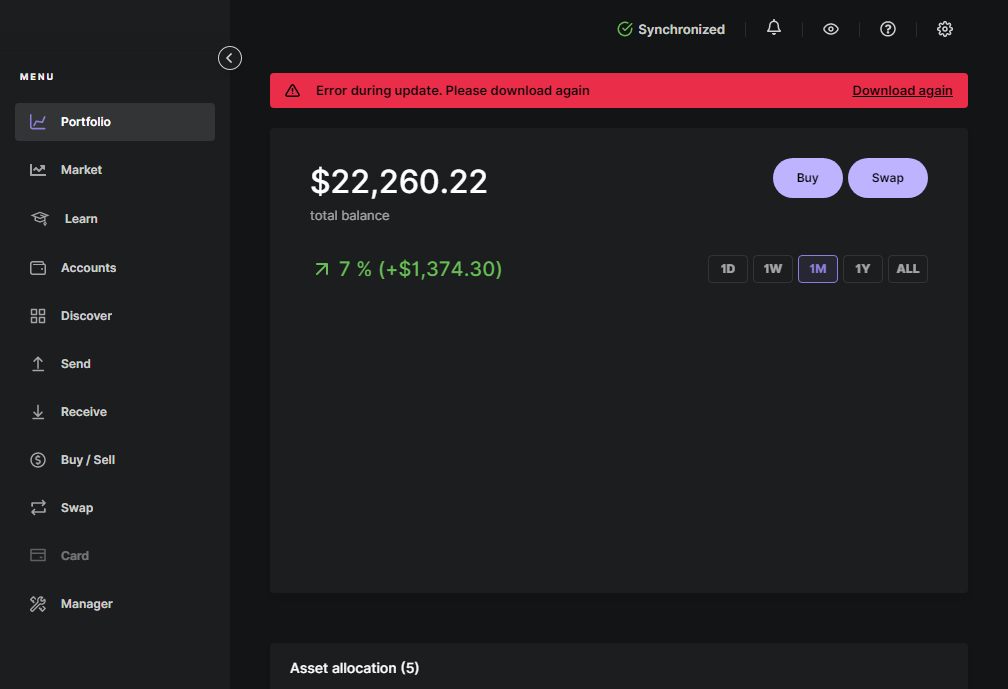 Synchronized
MENU
Error during update. Please download again
Download again
Portfolio
Market
Learn
Accounts
Discover
Send
Receive
Buy / Sell
Swap
Card
Manager
$22,260.22
total balance
Buy
Swap
7 % (+$1,374.30)
1D 1W 1M 1Y ALL
Asset allocation (5)